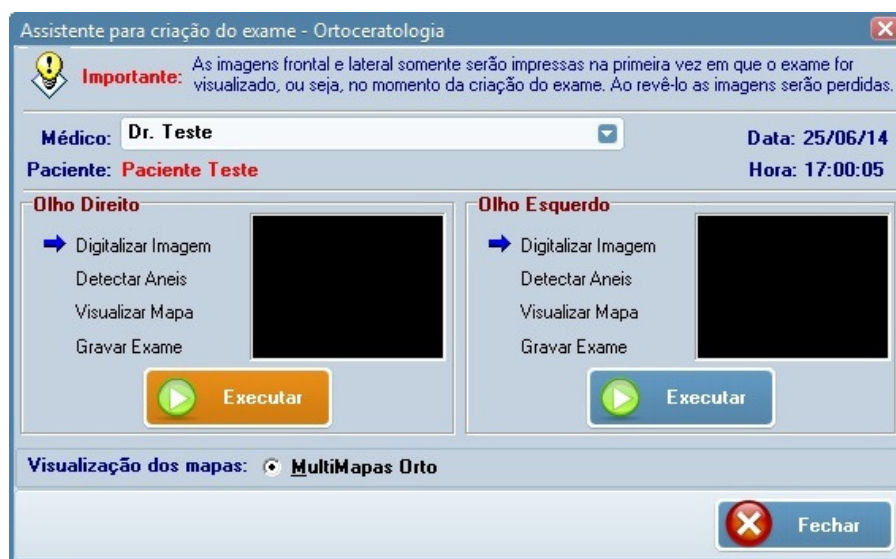 Assistente para criação do exame - Ortoceratologia
Importante: As imagens frontal e lateral somente serão impressas na primeira vez em que o exame for
visualizado, ou seja, no momento da criação do exame. Ao revê-lo as imagens serão perdidas.
Médico: Dr. Teste
Data: 25/06/14
Paciente: Paciente Teste
Hora: 17:00:05
Olho Direito
Digitalizar Imagem
Detectar Aneis
Visualizar Mapa
Gravar Exame
Executar
Olho Esquerdo
Digitalizar Imagem
Detectar Aneis
Visualizar Mapa
Gravar Exame
Executar
Visualização dos mapas: MultiMapas Orto
Fechar